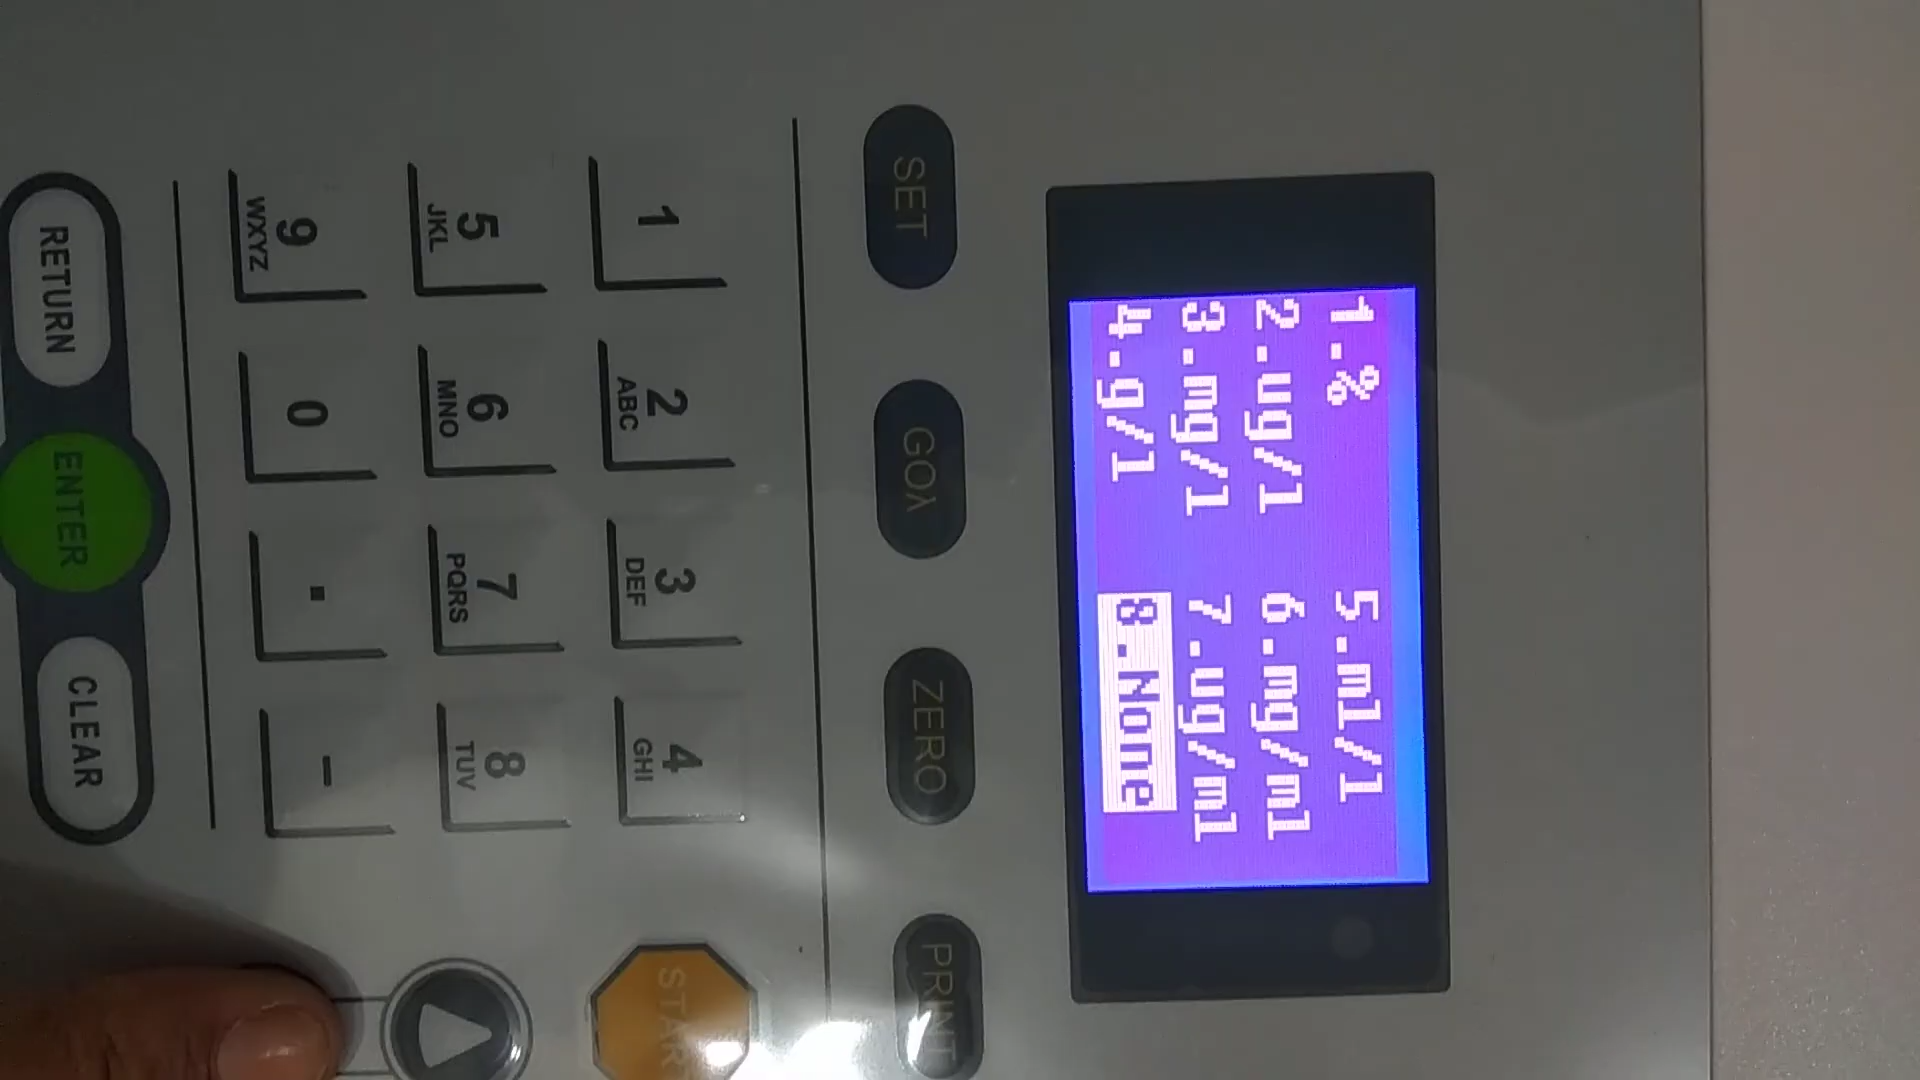 1.% 5.ml/l
2.ug/l 6.mg/ml
3.mg/l 7.ug/ml
4.g/l 8.None
SET GOλ ZERO PRINT
1 2 ABC 3 DEF 4 GHI
START
5 JKL 6 MNO 7 PQRS 8 TUV
9 WXYZ 0 . -
RETURN ENTER CLEAR